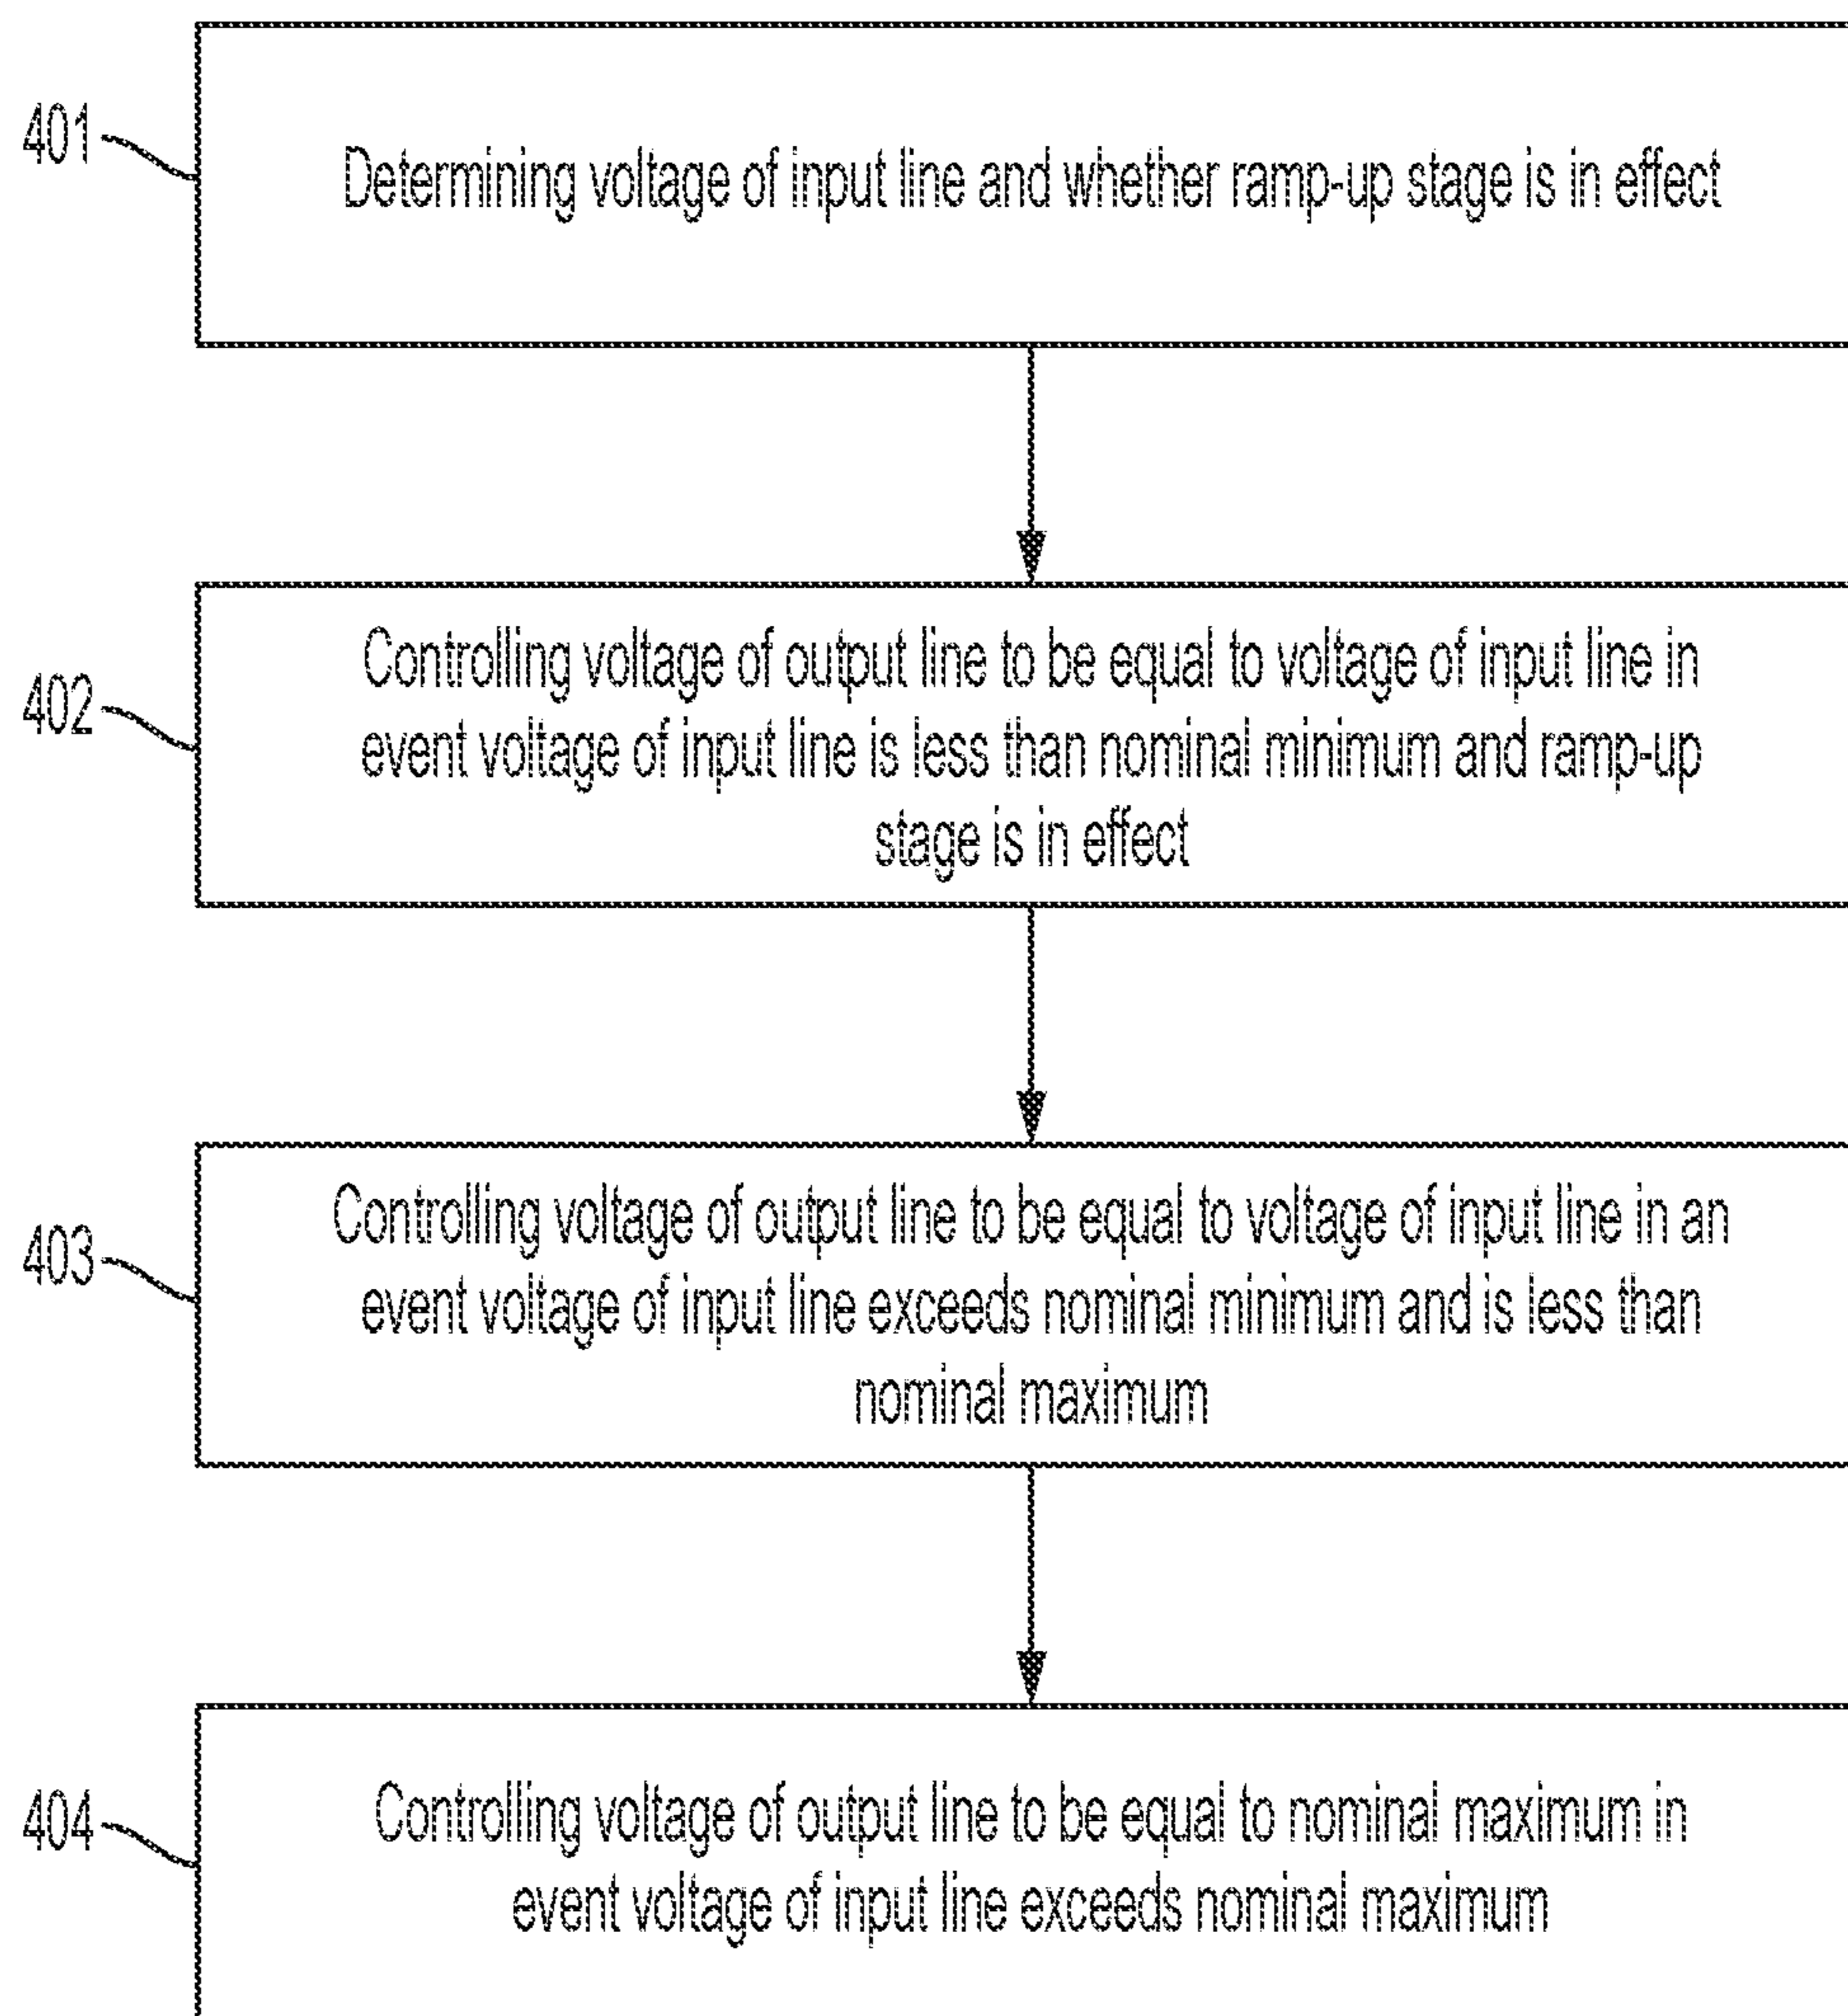 401
Determining voltage of input line and whether ramp-up stage is in effect
402
Controlling voltage of output line to be equal to voltage of input line in
event voltage of input line is less than nominal minimum and ramp-up
stage is in effect
403
Controlling voltage of output line to be equal to voltage of input line in an
event voltage of input line exceeds nominal minimum and is less than
nominal maximum
404
Controlling voltage of output line to be equal to nominal maximum in
event voltage of input line exceeds nominal maximum